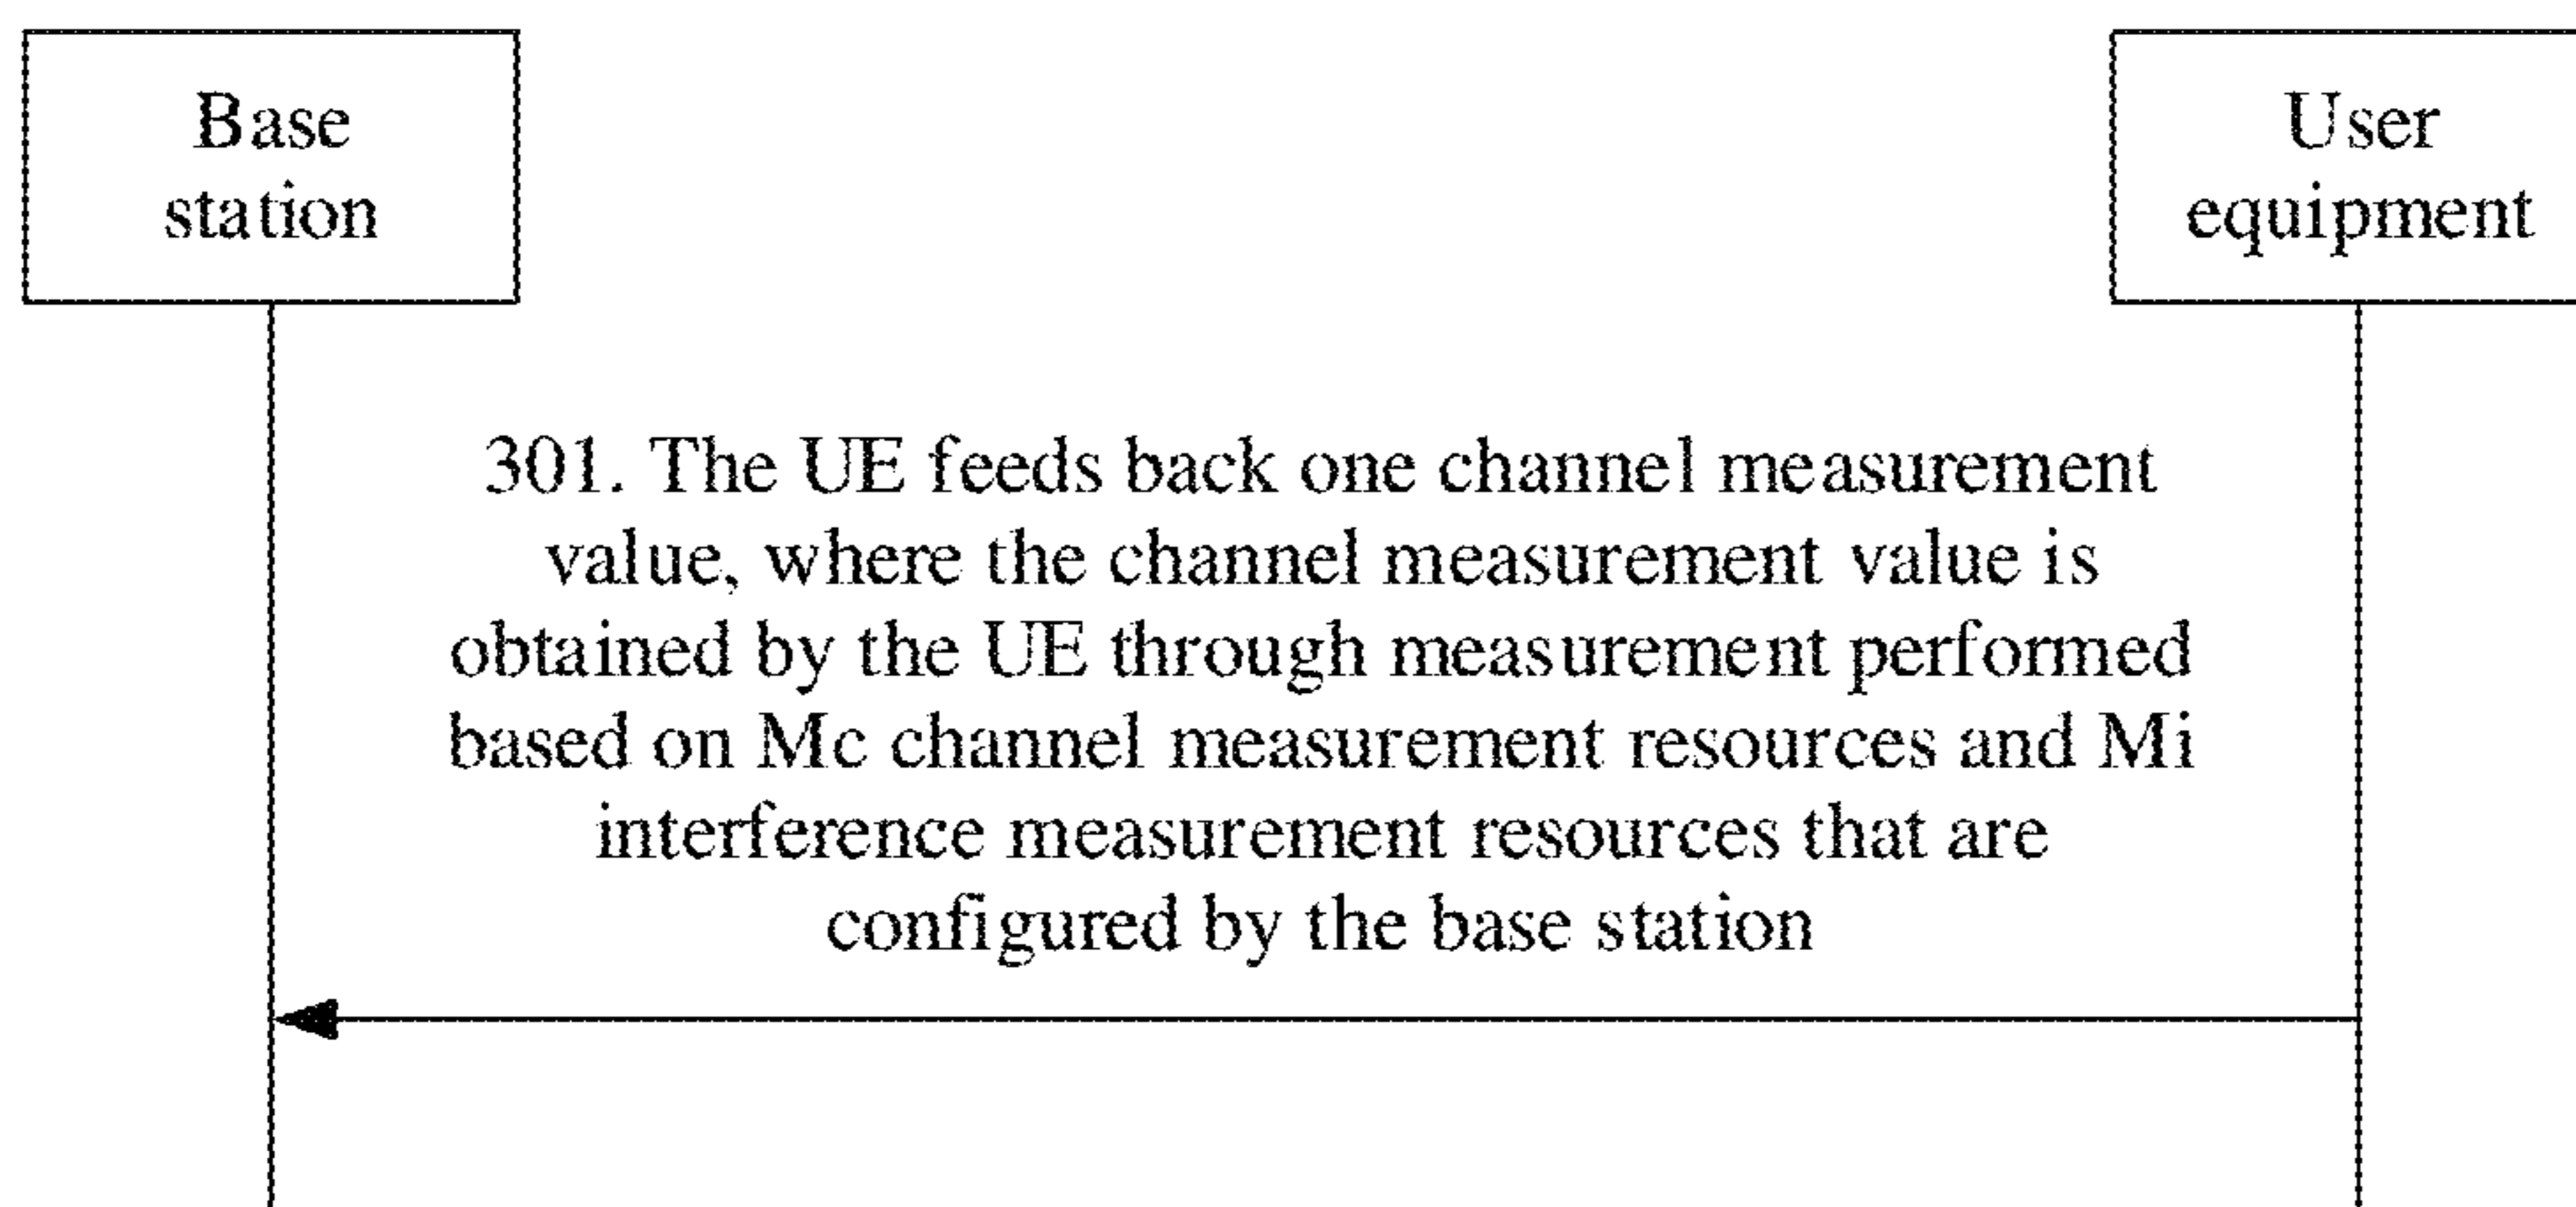 Base
station
User
equipment
301. The UE feeds back one channel measurement
value, where the channel measurement value is
obtained by the UE through measurement performed
based on Mc channel measurement resources and Mi
interference measurement resources that are
configured by the base station